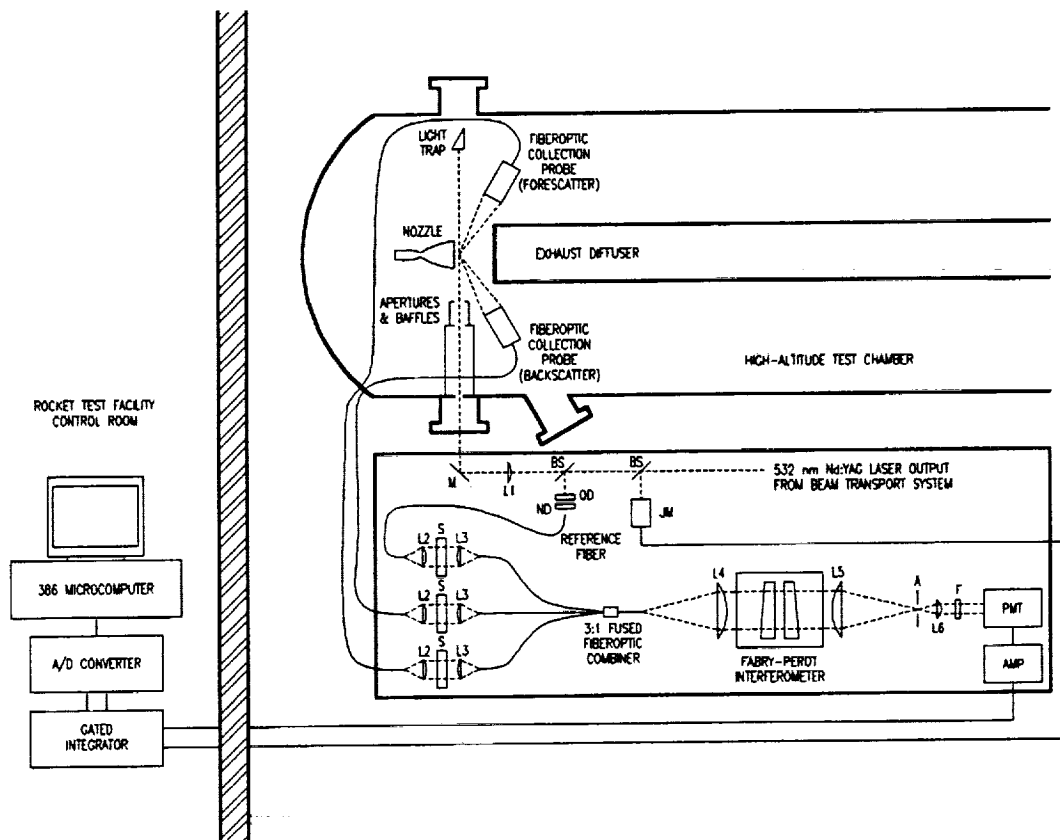 LIGHT
TRAP
FIBEROPTIC
COLLECTION
PROBE
(FORESCATTER)
NOZZLE
EXHAUST DIFFUSER
APERTURES
& BAFFLES
FIBEROPTIC
COLLECTION
PROBE
(BACKSCATTER)
HIGH-ALTITUDE TEST CHAMBER
ROCKET TEST FACILITY
CONTROL ROOM
386 MICROCOMPUTER
A/D CONVERTER
GATED
INTEGRATOR
M
L1
BS
BS
532 nm Nd:YAG LASER OUTPUT
FROM BEAM TRANSPORT SYSTEM
OD
ND
JM
REFERENCE
FIBER
L2
S
L3
L2
S
L3
L2
S
L3
3:1 FUSED
FIBEROPTIC
COMBINER
L4
L5
FABRY-PEROT
INTERFEROMETER
A
L6
F
PMT
AMP